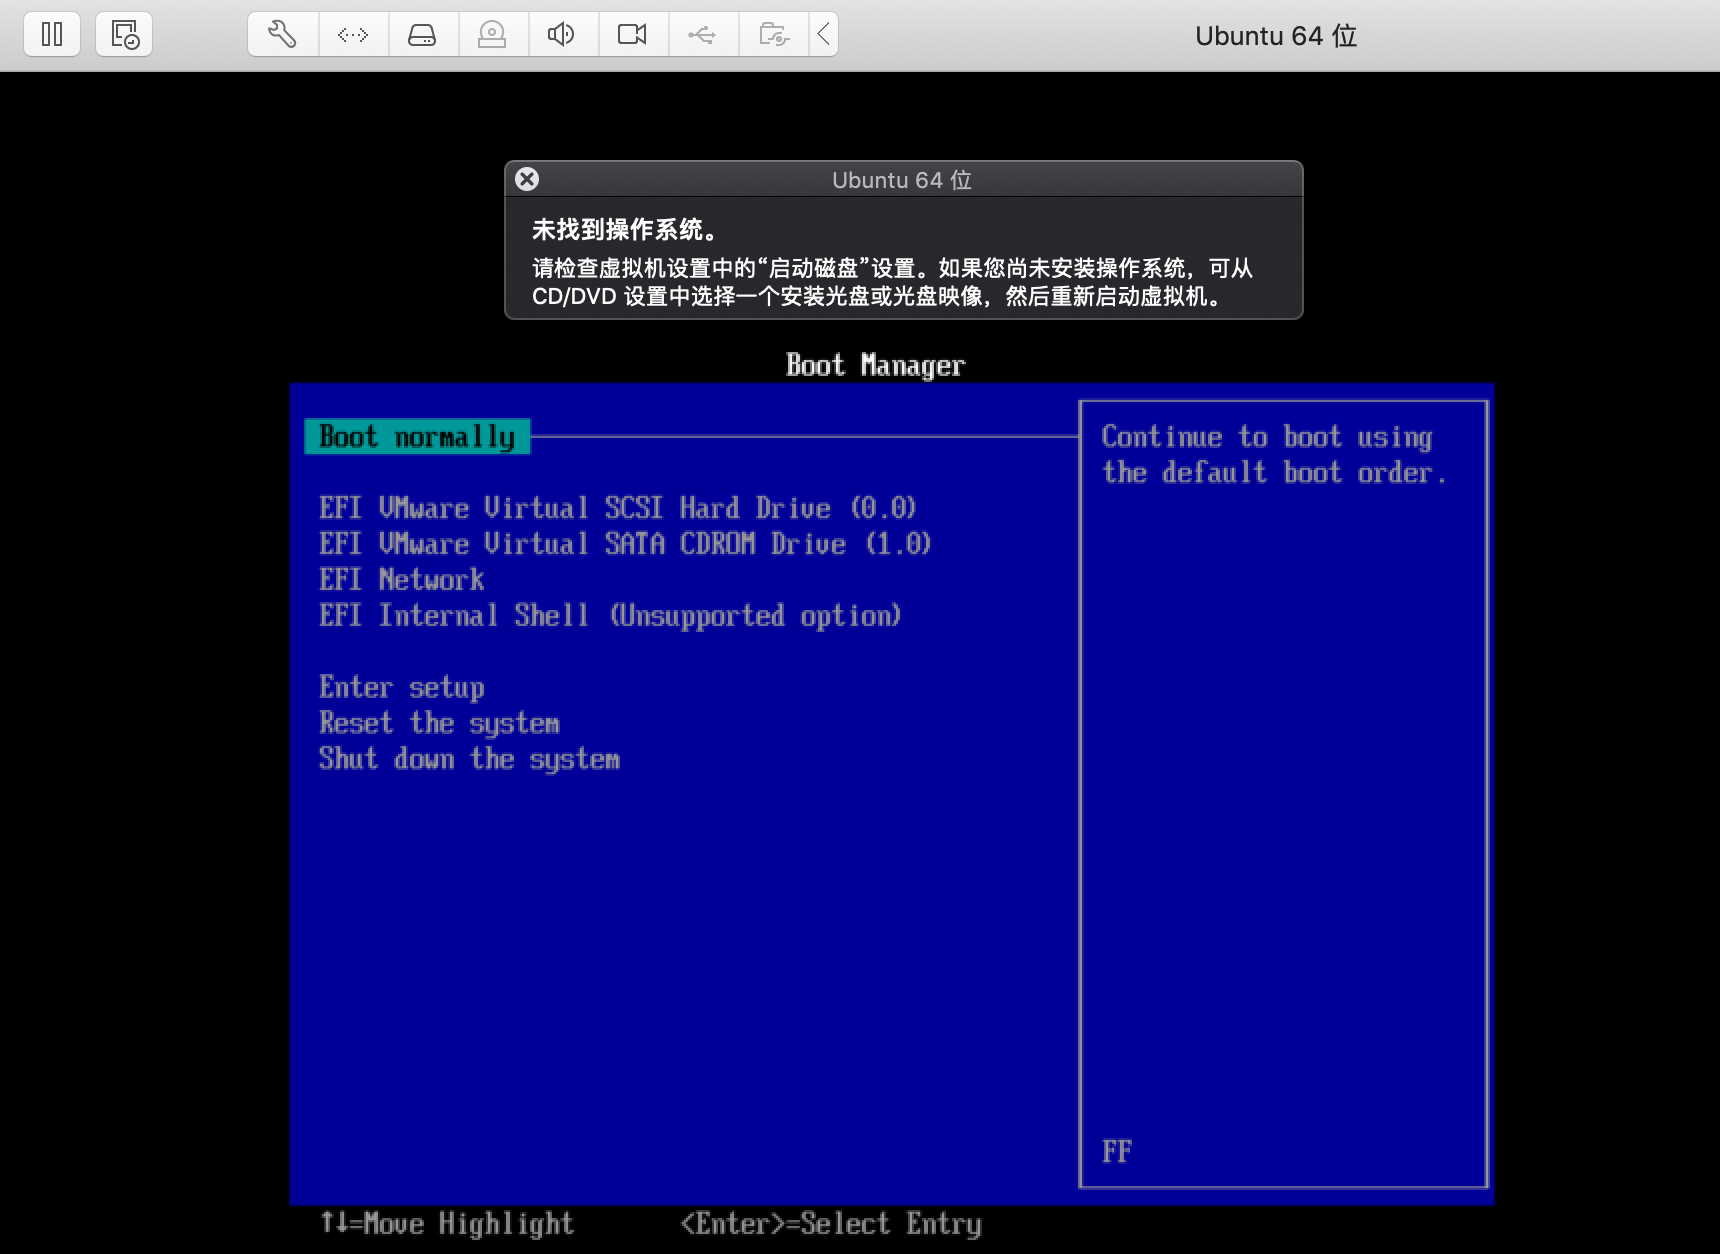 Ubuntu 64 位
Ubuntu 64 位
未找到操作系统。
请检查虚拟机设置中的“启动磁盘”设置。如果您尚未安装操作系统，可从
CD/DVD 设置中选择一个安装光盘或光盘映像，然后重新启动虚拟机。
Boot Manager
Boot normally
Continue to boot using
the default boot order.
EFI VMware Virtual SCSI Hard Drive (0.0)
EFI VMware Virtual SATA CDROM Drive (1.0)
EFI Network
EFI Internal Shell (Unsupported option)
Enter setup
Reset the system
Shut down the system
FF
↑↓=Move Highlight <Enter>=Select Entry